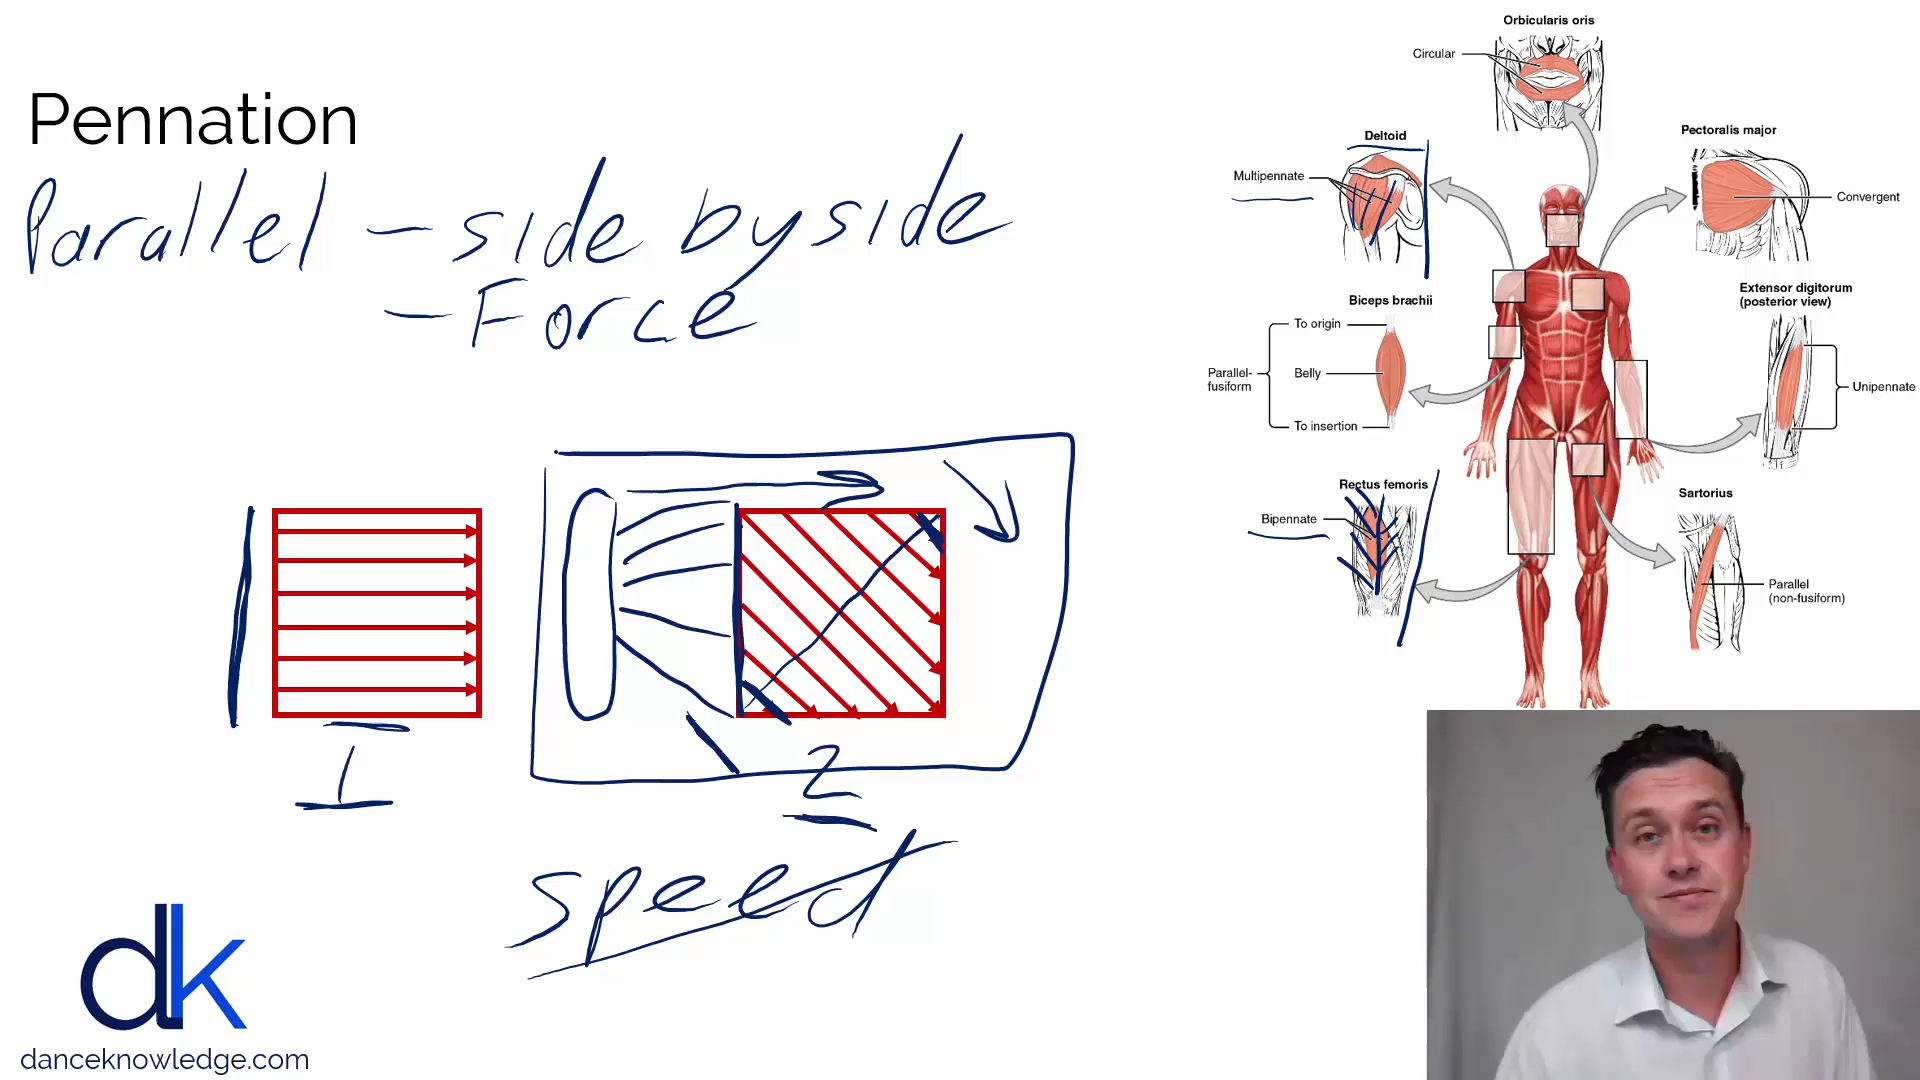 Pennation
Parallel - side by side
- Force
1
2
speed
dk
danceknowledge.com
Orbicularis oris
Circular
Deltoid
Multipennate
Pectoralis major
Convergent
Biceps brachii
To origin
Parallel-
fusiform
Belly
To insertion
Extensor digitorum
(posterior view)
Unipennate
Rectus femoris
Bipennate
Sartorius
Parallel
(non-fusiform)